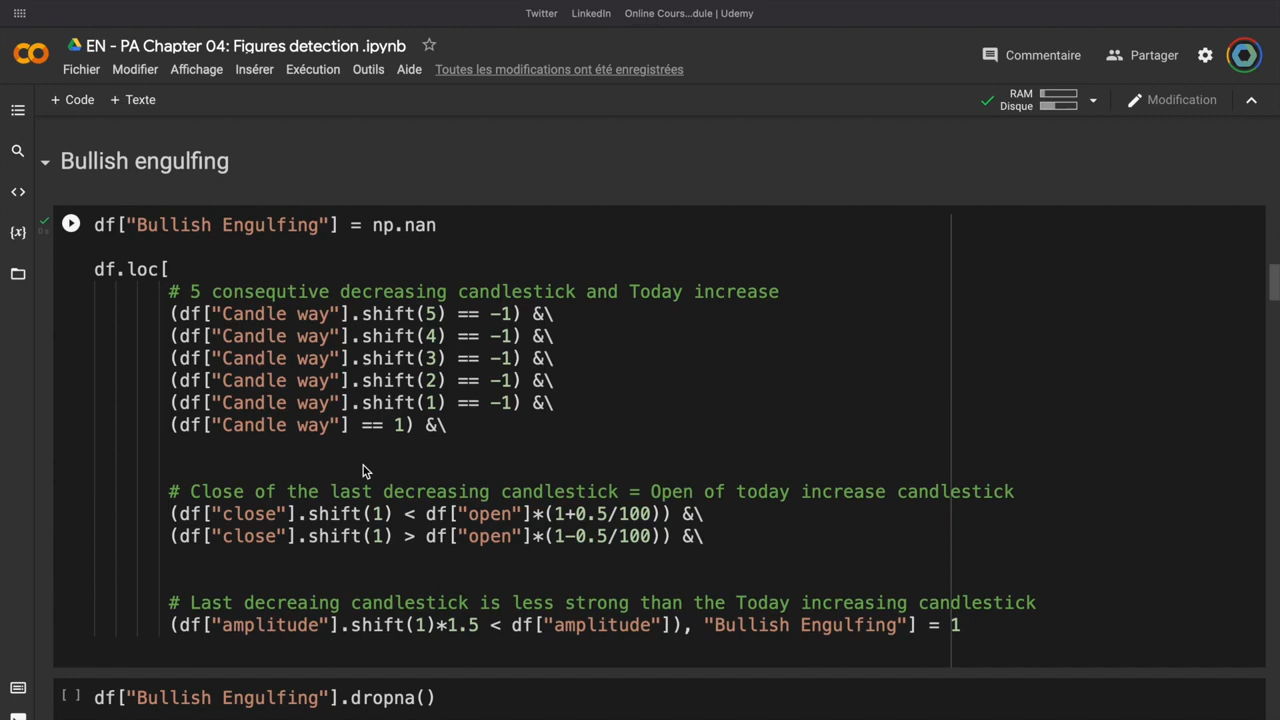 Twitter LinkedIn Online Cours...dule | Udemy
EN - PA Chapter 04: Figures detection .ipynb
Commentaire Partager
Fichier Modifier Affichage Insérer Exécution Outils Aide Toutes les modifications ont été enregistrées
+ Code + Texte
RAM
Disque
Modification
Bullish engulfing
df["Bullish Engulfing"] = np.nan
0s
df.loc[
# 5 consequtive decreasing candlestick and Today increase
(df["Candle way"].shift(5) == -1) &\
(df["Candle way"].shift(4) == -1) &\
(df["Candle way"].shift(3) == -1) &\
(df["Candle way"].shift(2) == -1) &\
(df["Candle way"].shift(1) == -1) &\
(df["Candle way"] == 1) &\
# Close of the last decreasing candlestick = Open of today increase candlestick
(df["close"].shift(1) < df["open"]*(1+0.5/100)) &\
(df["close"].shift(1) > df["open"]*(1-0.5/100)) &\
# Last decreaing candlestick is less strong than the Today increasing candlestick
(df["amplitude"].shift(1)*1.5 < df["amplitude"]), "Bullish Engulfing"] = 1
[ ] df["Bullish Engulfing"].dropna()